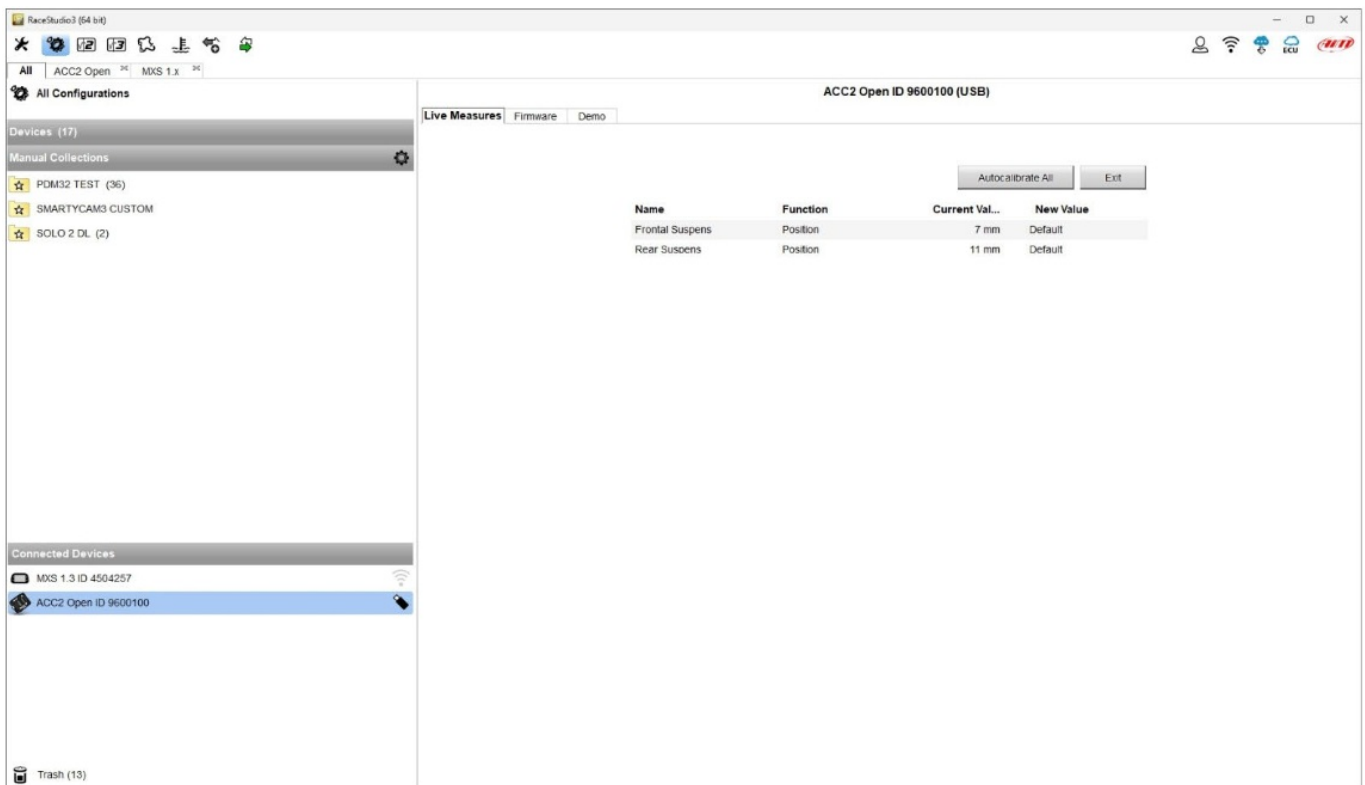 RaceStudio3 (64 bit)
ECU
AiM
All ACC2 Open MXS 1.x
All Configurations
Devices (17)
Manual Collections
PDM32 TEST (36)
SMARTYCAM3 CUSTOM
SOLO 2 DL (2)
Connected Devices
MXS 1.3 ID 4504257
ACC2 Open ID 9600100
Trash (13)
ACC2 Open ID 9600100 (USB)
Live Measures Firmware Demo
Autocalibrate All Exit
Name Function Current Val... New Value
Frontal Suspens Position 7 mm Default
Rear Suspens Position 11 mm Default